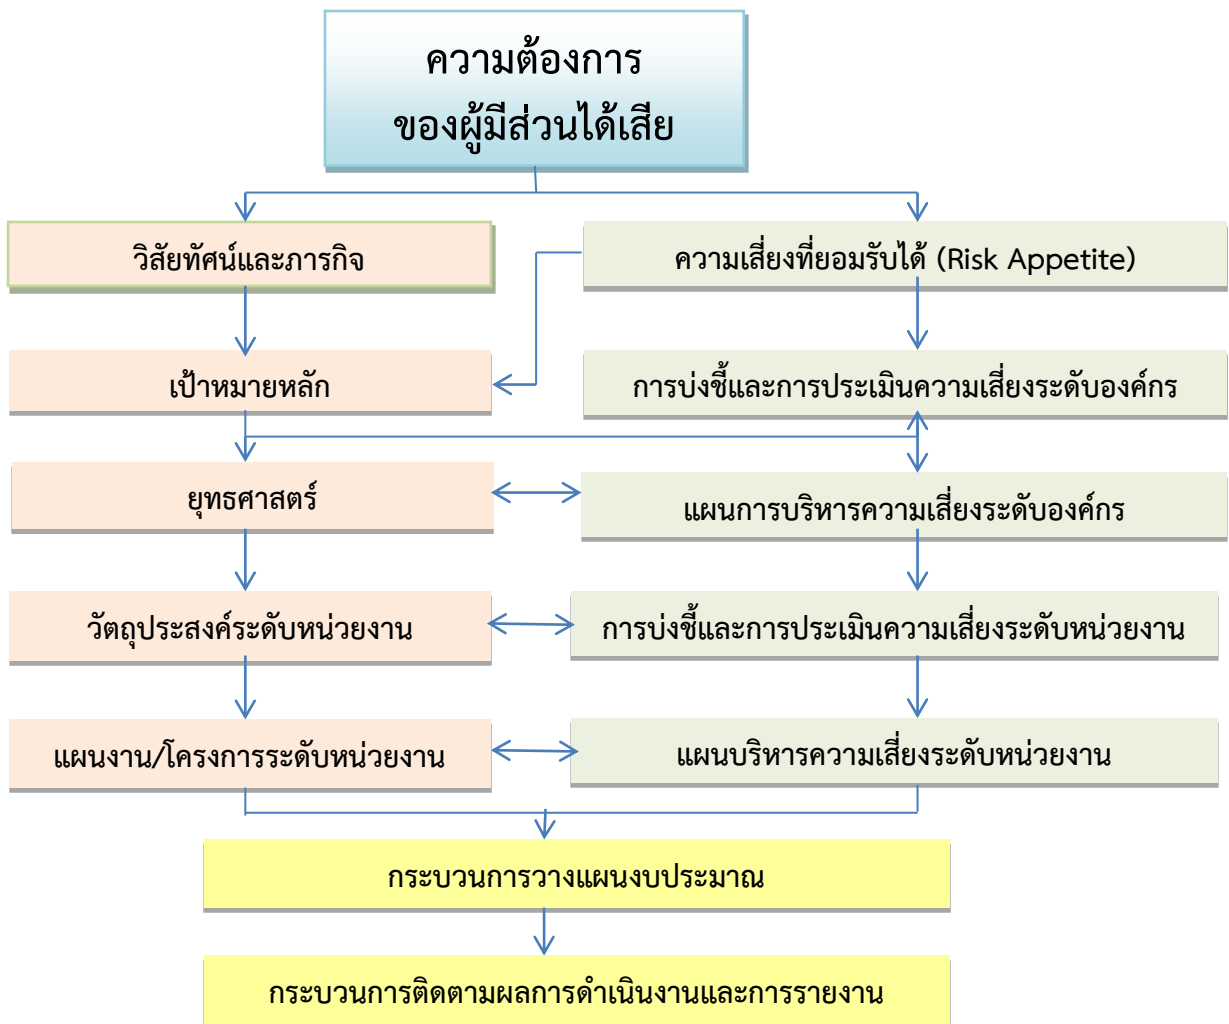 ความต้องการ
ของผู้มีส่วนได้เสีย
วิสัยทัศน์และภารกิจ
ความเสี่ยงที่ยอมรับได้ (Risk Appetite)
เป้าหมายหลัก
การบ่งชี้และการประเมินความเสี่ยงระดับองค์กร
ยุทธศาสตร์
แผนการบริหารความเสี่ยงระดับองค์กร
วัตถุประสงค์ระดับหน่วยงาน
การบ่งชี้และการประเมินความเสี่ยงระดับหน่วยงาน
แผนงาน/โครงการระดับหน่วยงาน
แผนบริหารความเสี่ยงระดับหน่วยงาน
กระบวนการวางแผนงบประมาณ
กระบวนการติดตามผลการดำเนินงานและการรายงาน